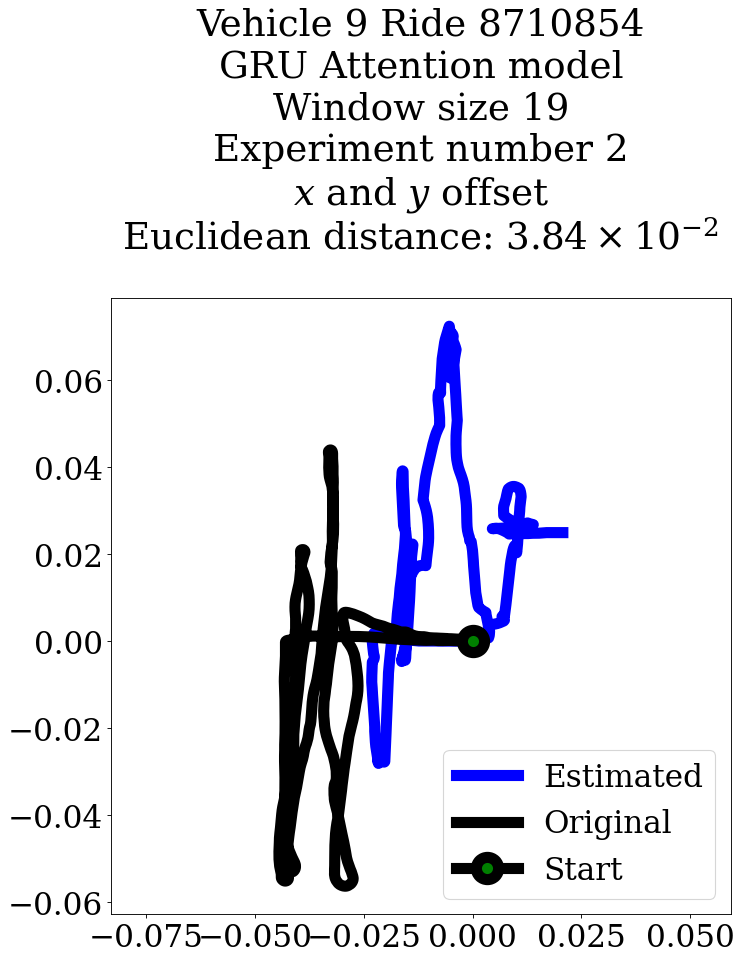 Vehicle 9 Ride 8710854
GRU Attention model
Window size 19
Experiment number 2
x and y offset
Euclidean distance: 3.84 × 10⁻²
0.06
0.04
0.02
0.00
−0.02
−0.04
−0.06
−0.075 −0.050 −0.025 0.000 0.025 0.050
Estimated
Original
Start